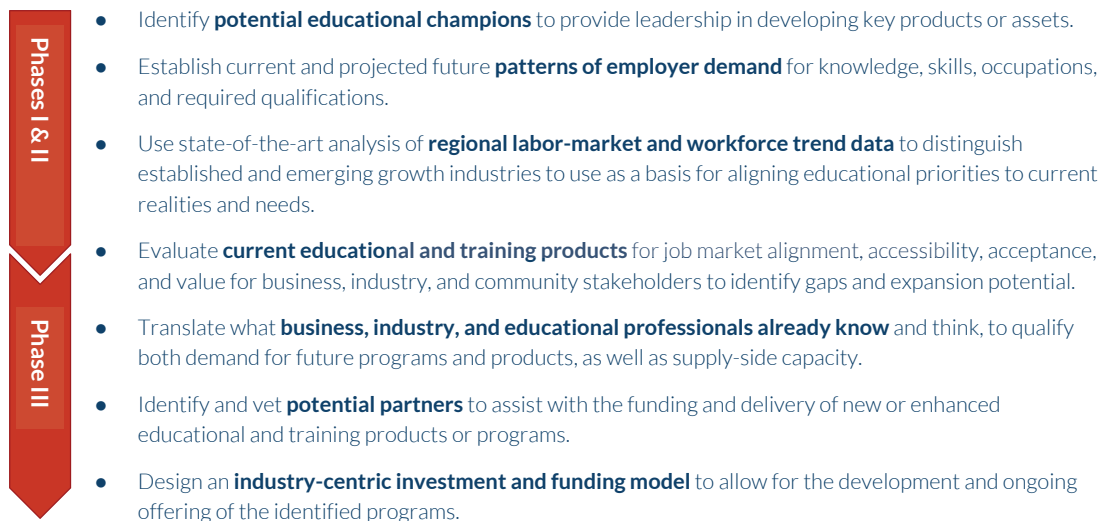 Phases I & II
● Identify potential educational champions to provide leadership in developing key products or assets.
● Establish current and projected future patterns of employer demand for knowledge, skills, occupations,
and required qualifications.
● Use state-of-the-art analysis of regional labor-market and workforce trend data to distinguish
established and emerging growth industries to use as a basis for aligning educational priorities to current
realities and needs.
● Evaluate current educational and training products for job market alignment, accessibility, acceptance,
and value for business, industry, and community stakeholders to identify gaps and expansion potential.
Phase III
● Translate what business, industry, and educational professionals already know and think, to qualify
both demand for future programs and products, as well as supply-side capacity.
● Identify and vet potential partners to assist with the funding and delivery of new or enhanced
educational and training products or programs.
● Design an industry-centric investment and funding model to allow for the development and ongoing
offering of the identified programs.